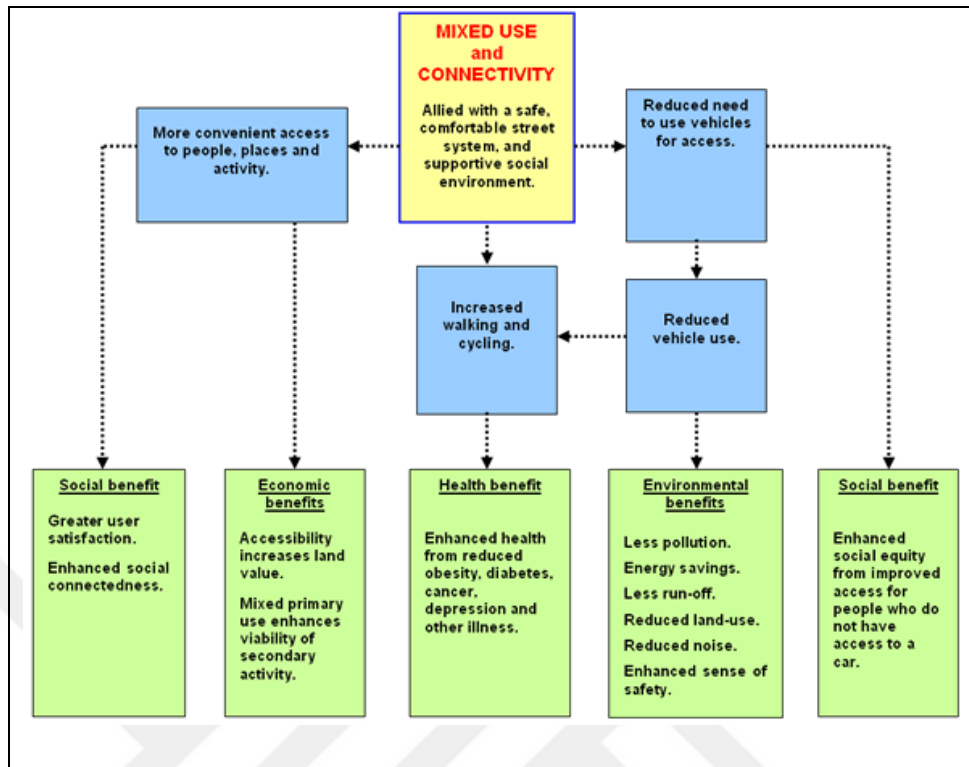 MIXED USE
and
CONNECTIVITY
Allied with a safe,
comfortable street
system, and
supportive social
environment.
More convenient access
to people, places and
activity.
Reduced need
to use vehicles
for access.
Increased
walking and
cycling.
Reduced
vehicle use.
Social benefit
Greater user
satisfaction.
Enhanced social
connectedness.
Economic
benefits
Accessibility
increases land
value.
Mixed primary
use enhances
viability of
secondary
activity.
Health benefit
Enhanced health
from reduced
obesity, diabetes,
cancer,
depression and
other illness.
Environmental
benefits
Less pollution.
Energy savings.
Less run-off.
Reduced land-use.
Reduced noise.
Enhanced sense of
safety.
Social benefit
Enhanced
social equity
from improved
access for
people who do
not have
access to a
car.